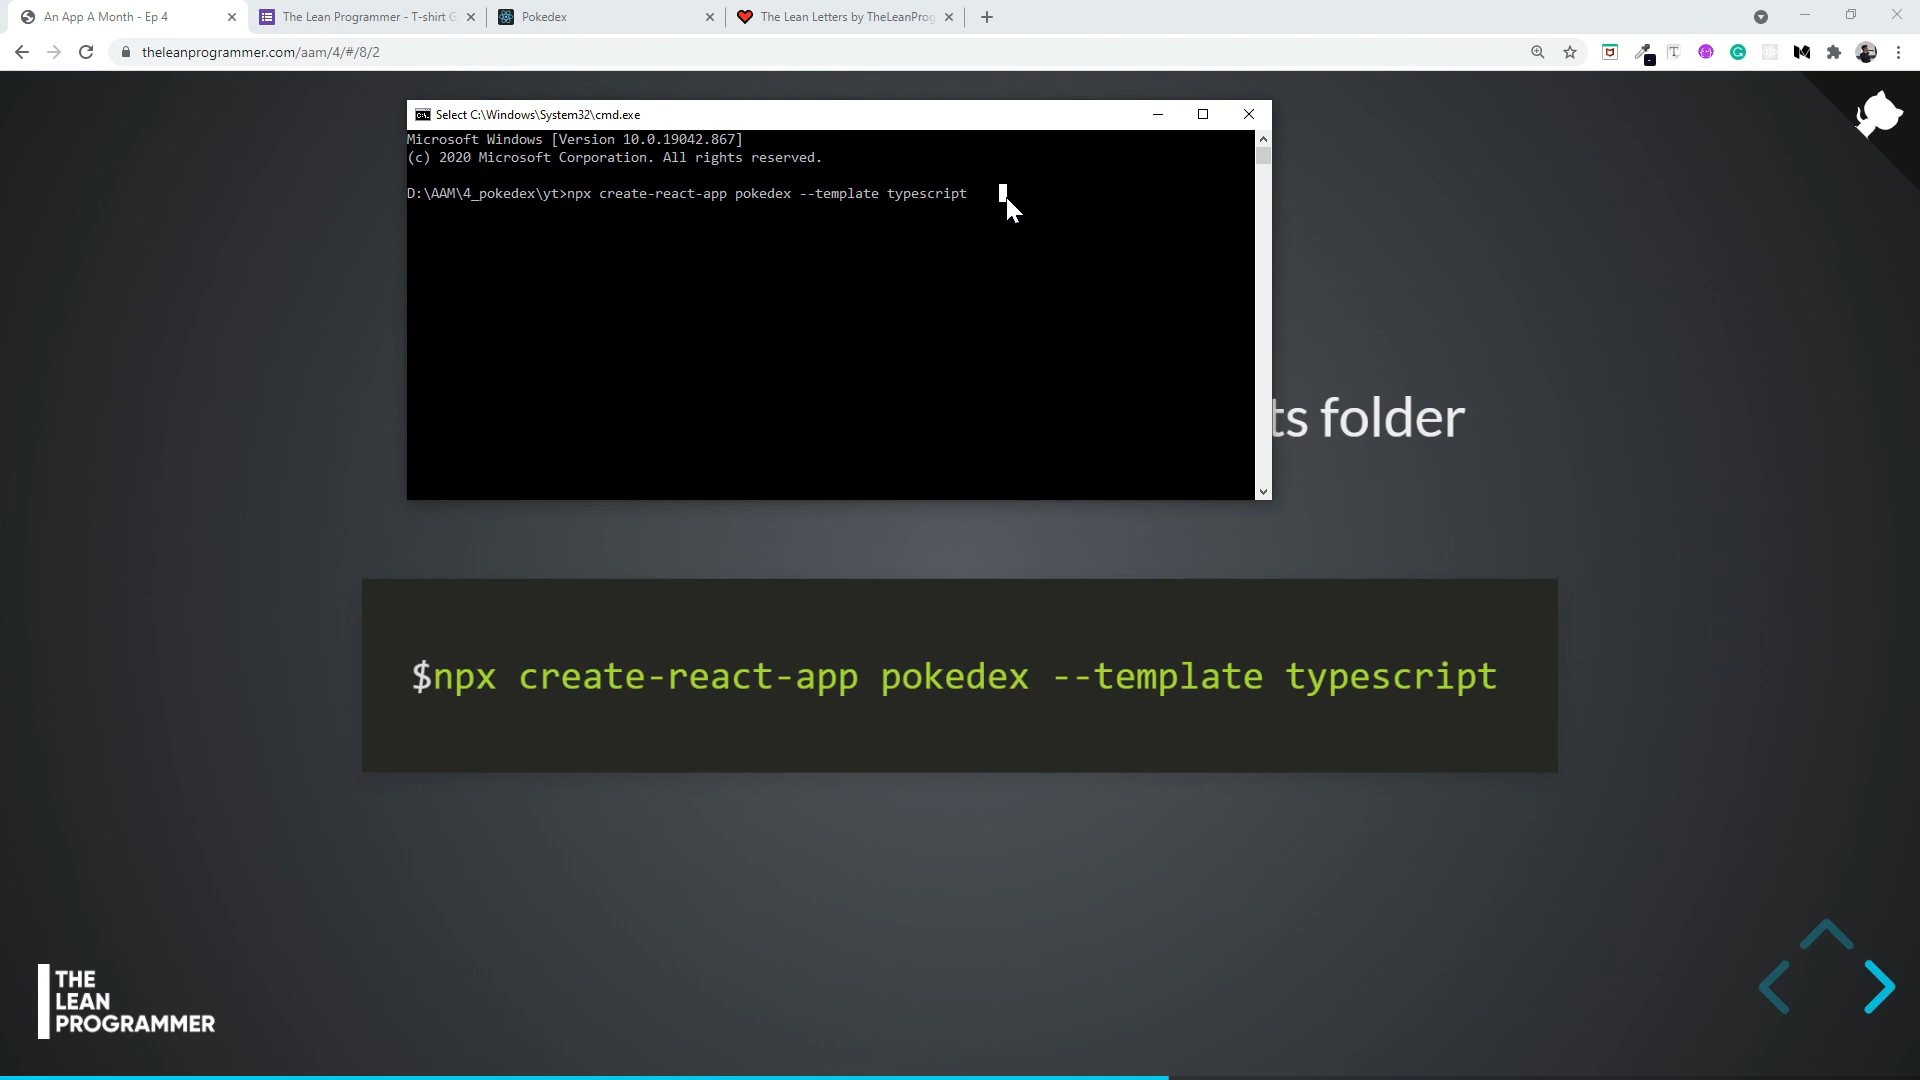 An App A Month - Ep 4
The Lean Programmer - T-shirt G
Pokedex
The Lean Letters by TheLeanProg
theleanprogrammer.com/aam/4/#/8/2
Select C:\Windows\System32\cmd.exe
Microsoft Windows [Version 10.0.19042.867]
(c) 2020 Microsoft Corporation. All rights reserved.
D:\AAM\4_pokedex\yt>npx create-react-app pokedex --template typescript
ts folder
$npx create-react-app pokedex --template typescript
THE
LEAN
PROGRAMMER